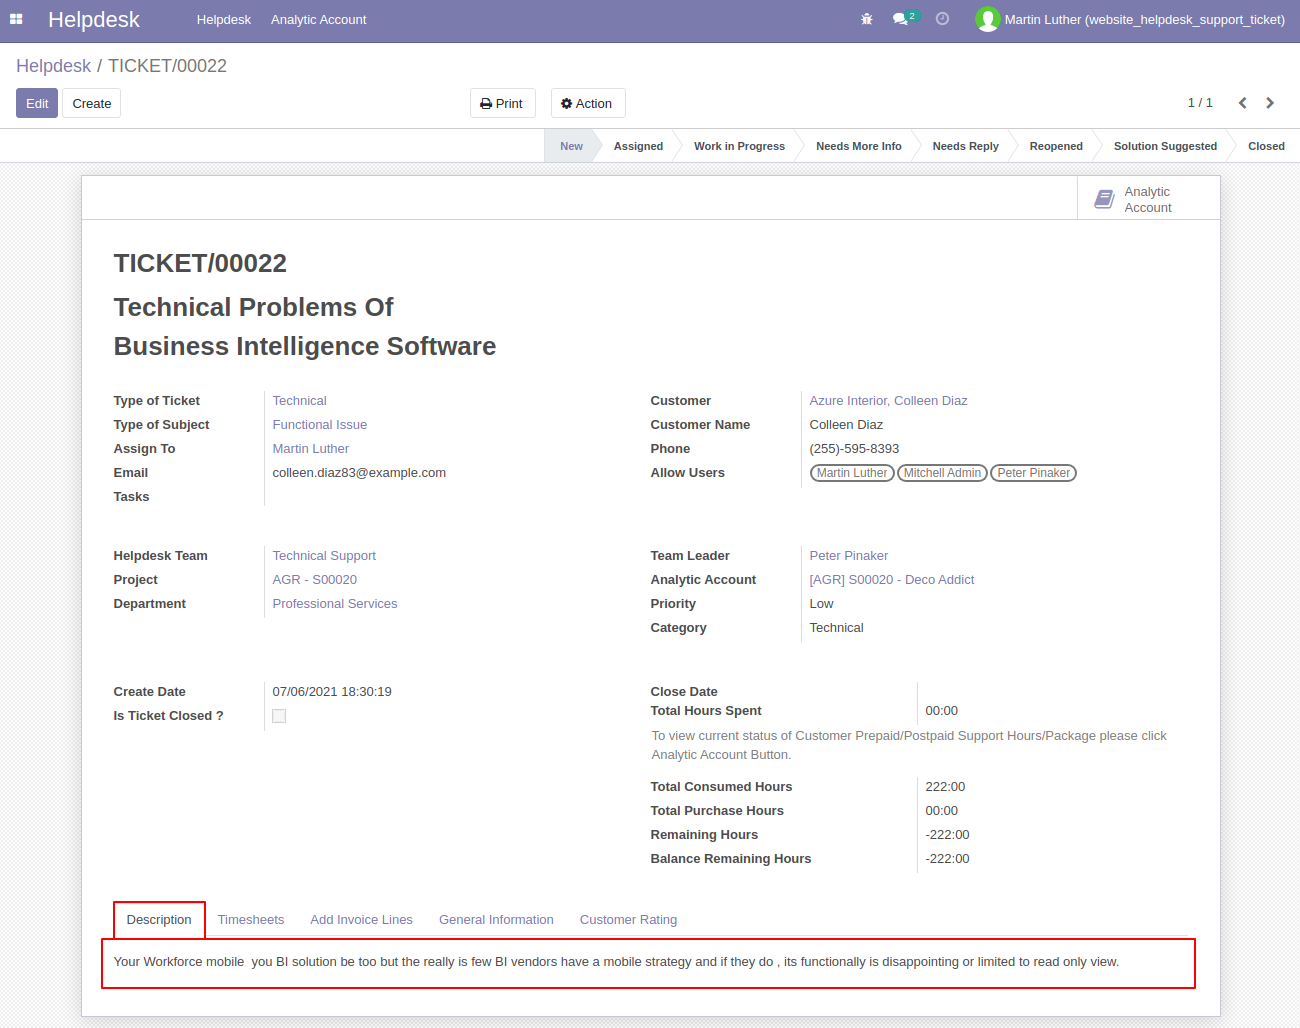 Helpdesk
Helpdesk
Analytic Account
2
Martin Luther (website_helpdesk_support_ticket)
Helpdesk / TICKET/00022
Edit
Create
Print
Action
1 / 1
New
Assigned
Work in Progress
Needs More Info
Needs Reply
Reopened
Solution Suggested
Closed
Analytic
Account
TICKET/00022
Technical Problems Of
Business Intelligence Software
Type of Ticket
Technical
Type of Subject
Functional Issue
Assign To
Martin Luther
Email
colleen.diaz83@example.com
Tasks
Customer
Azure Interior, Colleen Diaz
Customer Name
Colleen Diaz
Phone
(255)-595-8393
Allow Users
Martin Luther
Mitchell Admin
Peter Pinaker
Helpdesk Team
Technical Support
Project
AGR - S00020
Department
Professional Services
Team Leader
Peter Pinaker
Analytic Account
[AGR] S00020 - Deco Addict
Priority
Low
Category
Technical
Create Date
07/06/2021 18:30:19
Is Ticket Closed ?
Close Date
Total Hours Spent
00:00
To view current status of Customer Prepaid/Postpaid Support Hours/Package please click
Analytic Account Button.
Total Consumed Hours
222:00
Total Purchase Hours
00:00
Remaining Hours
-222:00
Balance Remaining Hours
-222:00
Description
Timesheets
Add Invoice Lines
General Information
Customer Rating
Your Workforce mobile  you BI solution be too but the really is few BI vendors have a mobile strategy and if they do , its functionally is disappointing or limited to read only view.